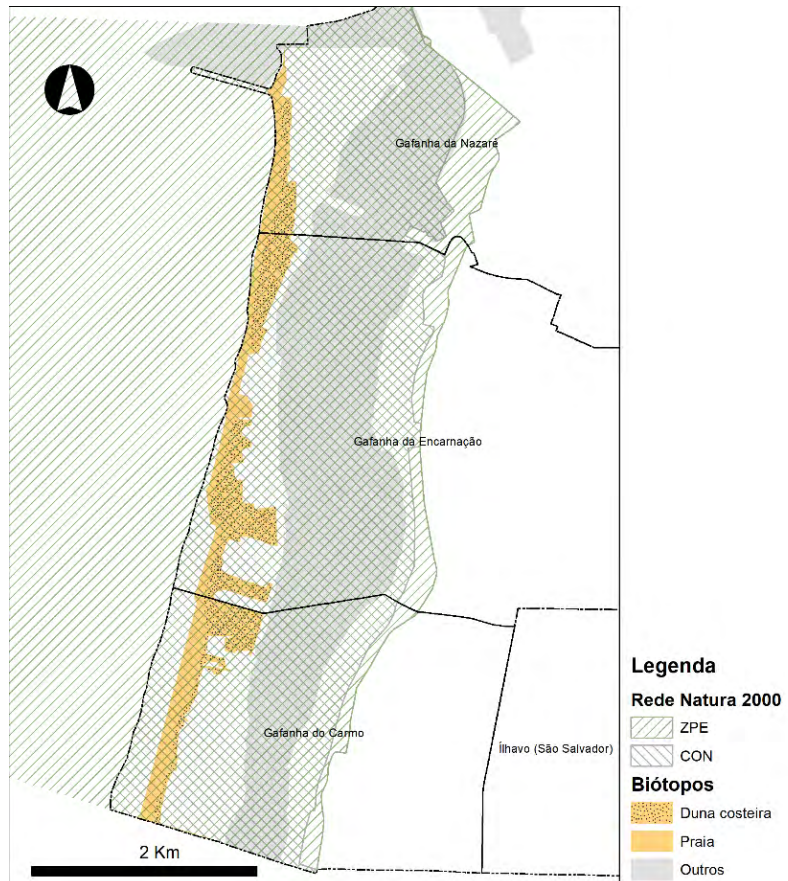 Gafanha da Nazaré
Gafanha da Encarnação
Gafanha do Carmo
Ílhavo (São Salvador)
2 Km
Legenda
Rede Natura 2000
ZPE
CON
Biótopos
Duna costeira
Praia
Outros